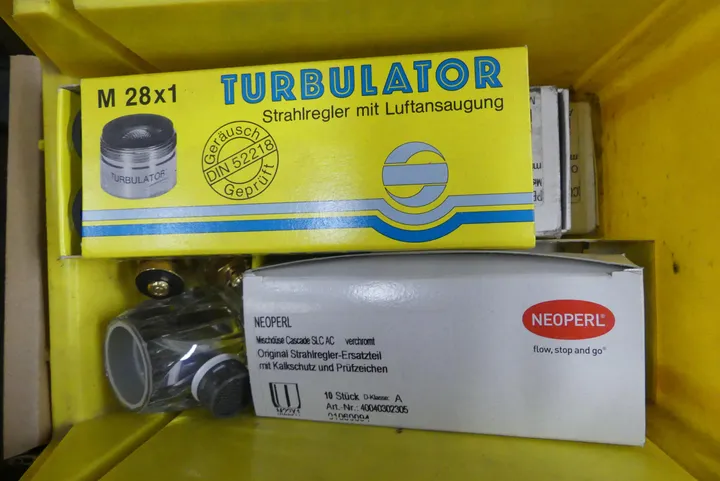 M 28x1
TURBULATOR
Strahlregler mit Luftansaugung
TURBULATOR
Geräusch
DIN 52218
Geprüft
NEOPERL
Mischdüse Cascade SLC AC verchromt
Original Strahlregler-Ersatzteil
mit Kalkschutz und Prüfzeichen
10 Stück D-Klasse: A
Art.-Nr.: 40040302305
NEOPERL®
flow, stop and go®